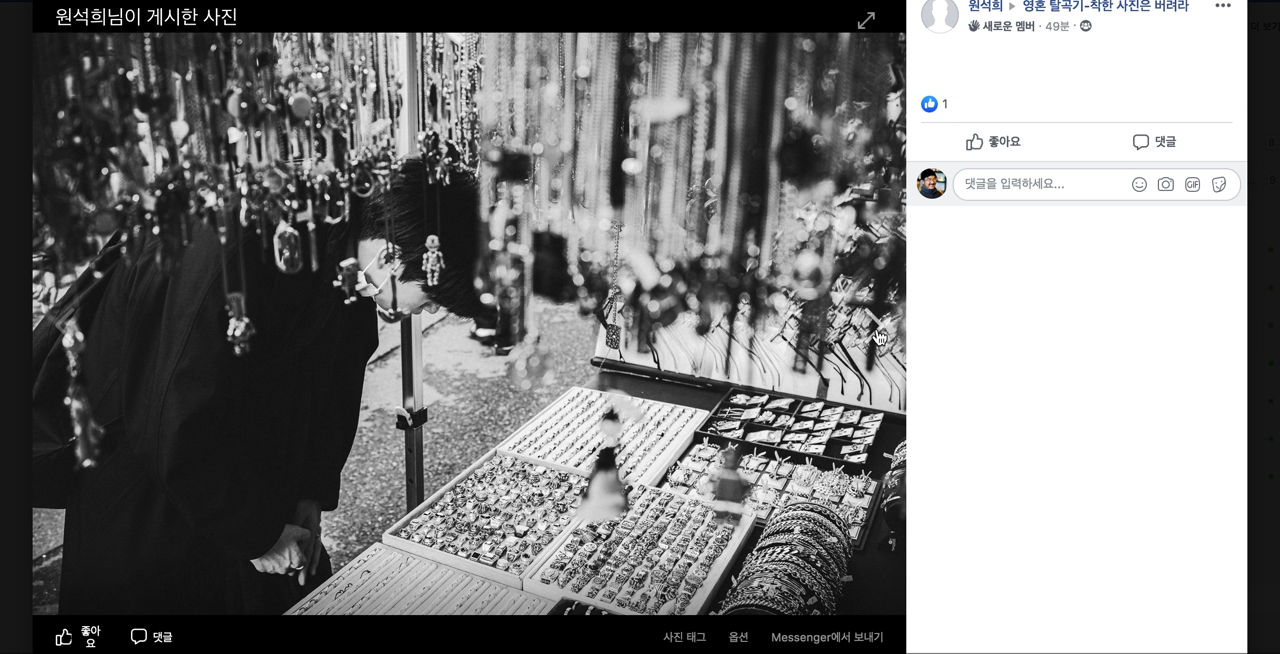 원석희님이 게시한 사진
원석희 ▸ 영혼 탈곡기-착한 사진은 버려라
새로운 멤버 · 49분 ·
1
좋아요
댓글
댓글을 입력하세요...
GIF
좋아
요
댓글
사진 태그
옵션
Messenger에서 보내기